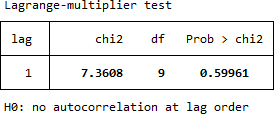 Lagrange-multiplier test
lag chi2 df Prob > chi2
1 7.3608 9 0.59961
H0: no autocorrelation at lag order